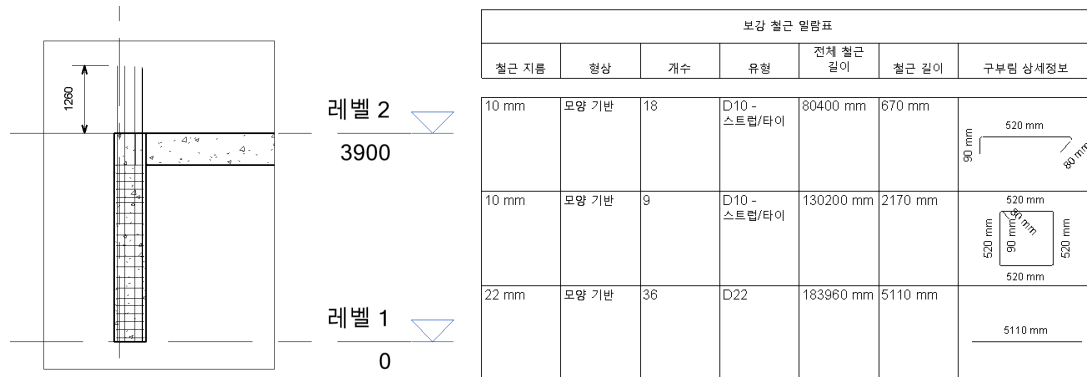 1260
레벨 2
3900
레벨 1
0
보강 철근 일람표
철근 지름 형상 개수 유형 전체 철근 철근 길이 구부림 상세정보
길이
10 mm 모양 기반 18 D10 - 80400 mm 670 mm
스트럽/타이
520 mm
90 mm
80 mm
10 mm 모양 기반 9 D10 - 130200 mm 2170 mm
스트럽/타이
520 mm
80 mm
520 mm
90 mm
520 mm
520 mm
22 mm 모양 기반 36 D22 183960 mm 5110 mm
5110 mm